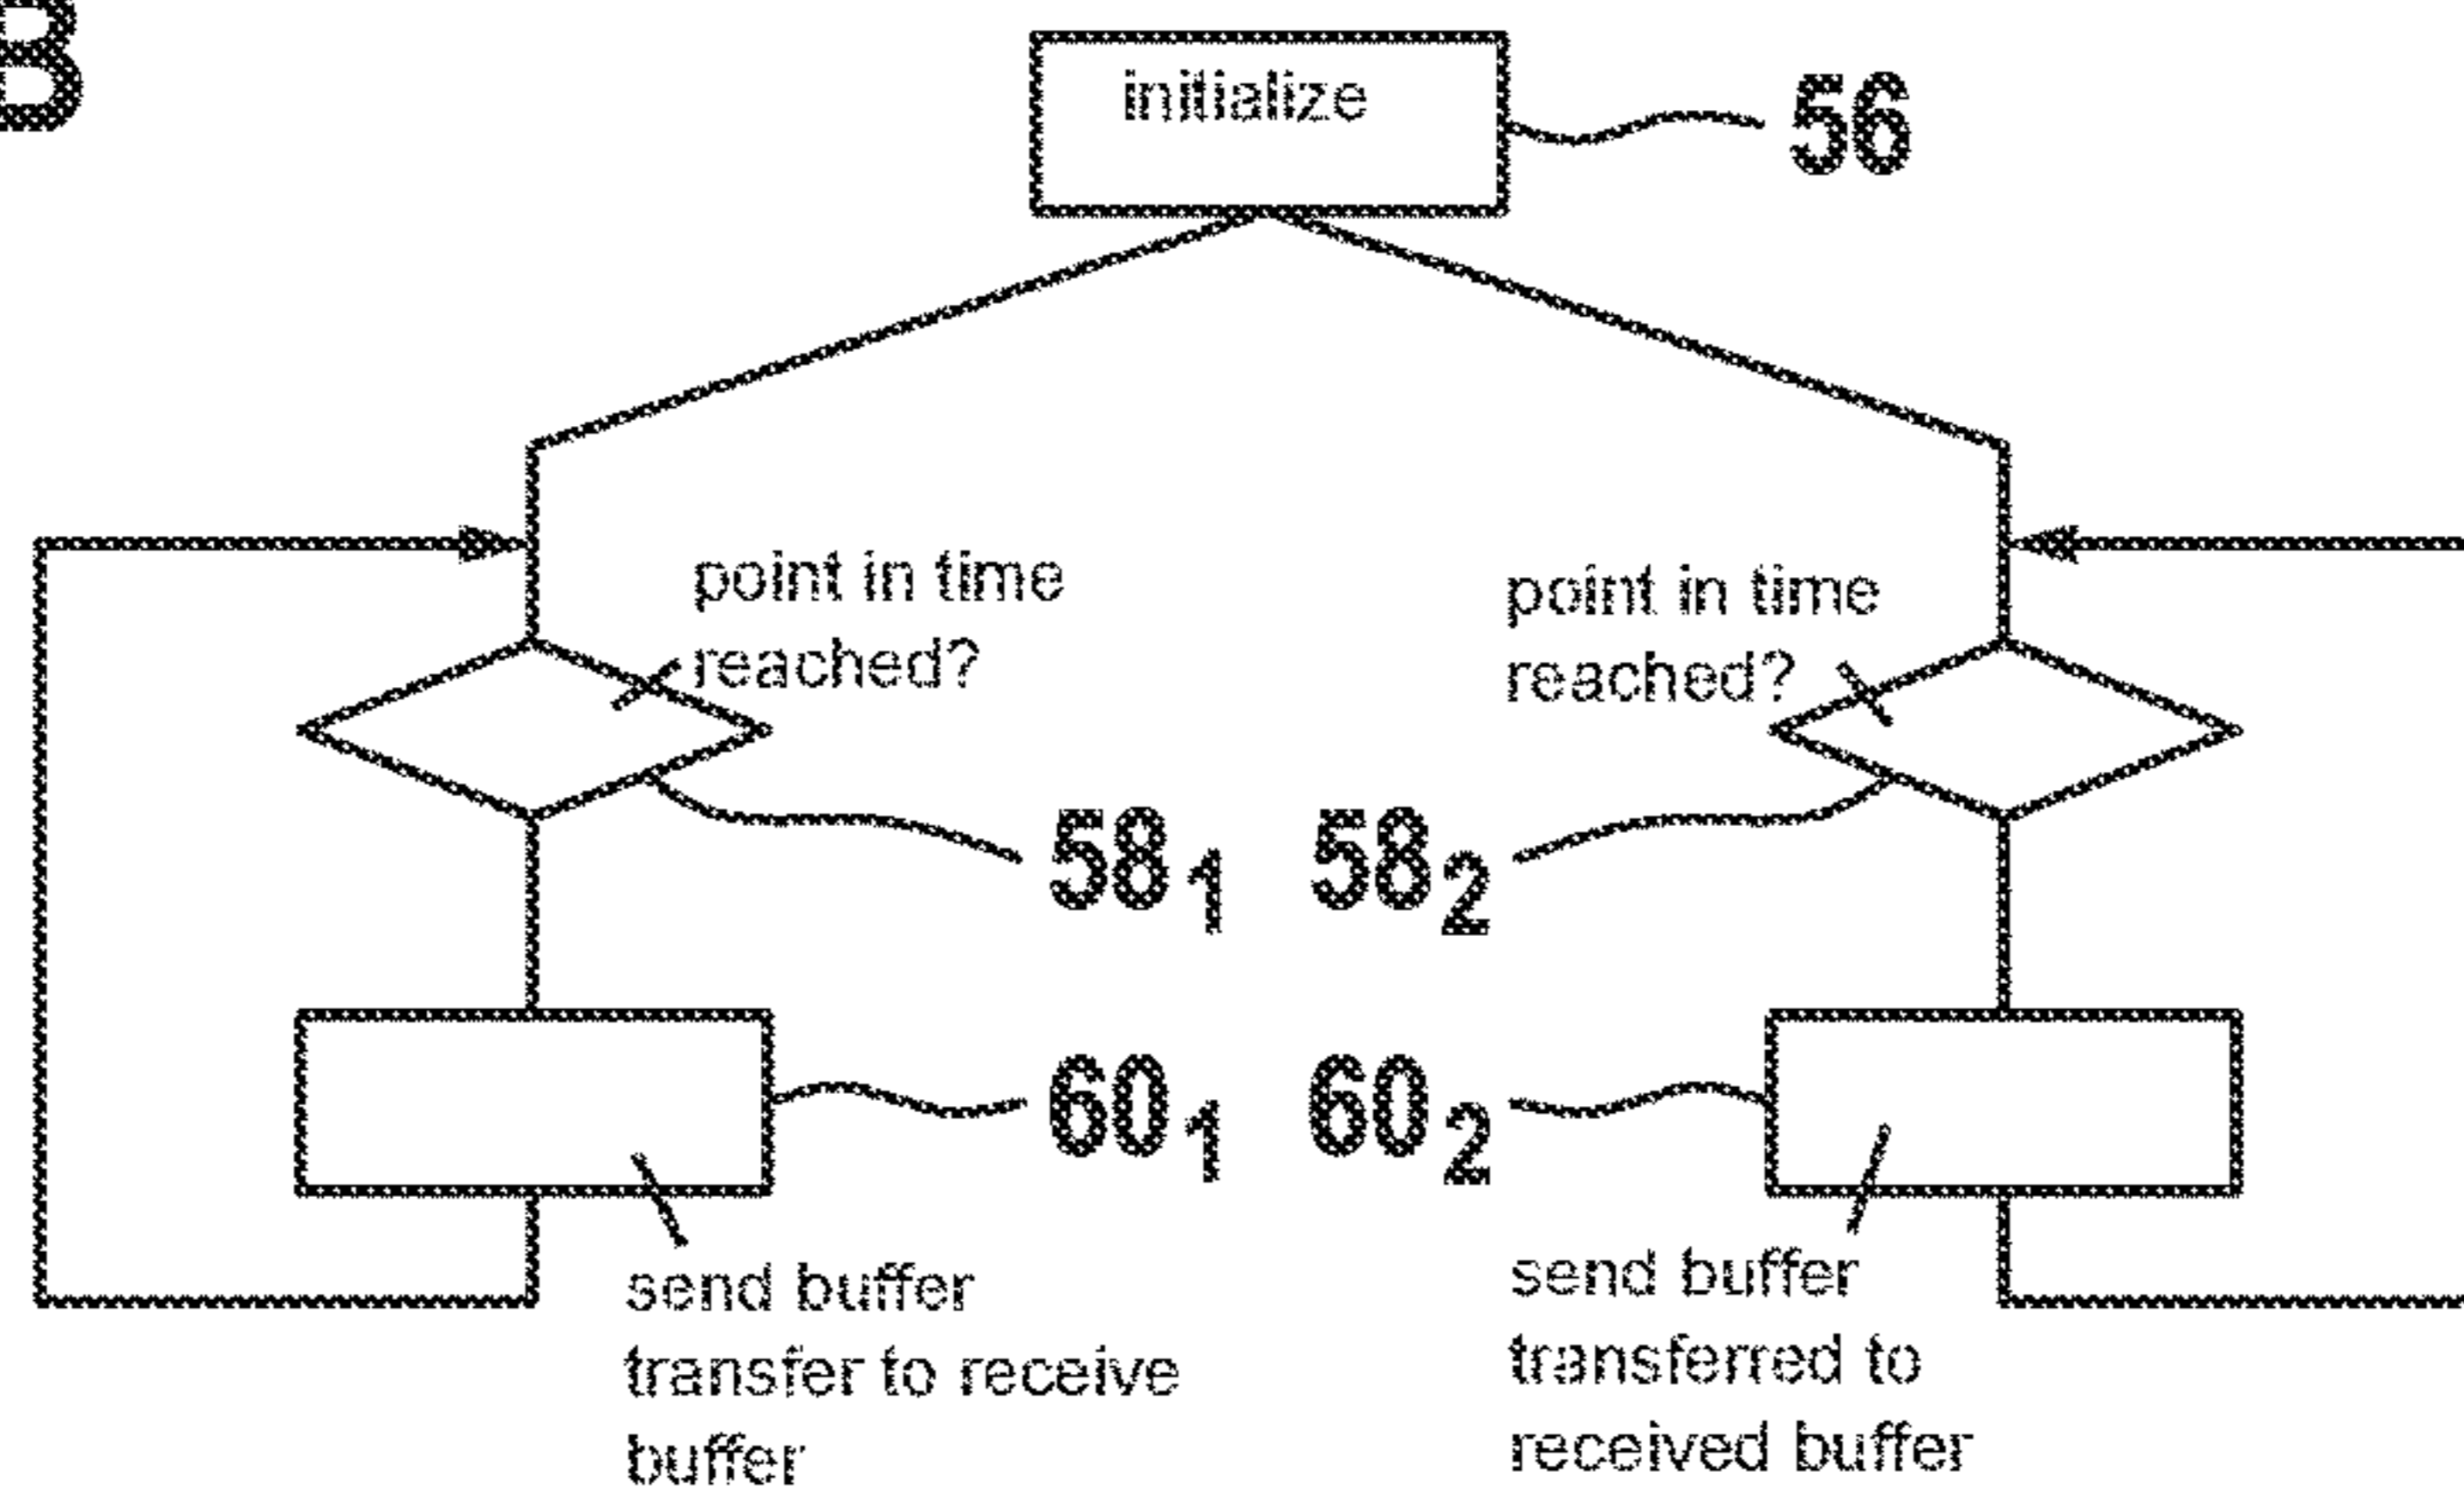 B
initialize
56
point in time
reached?
point in time
reached?
58₁ 58₂
60₁ 60₂
send buffer
transfer to receive
buffer
send buffer
transferred to
received buffer